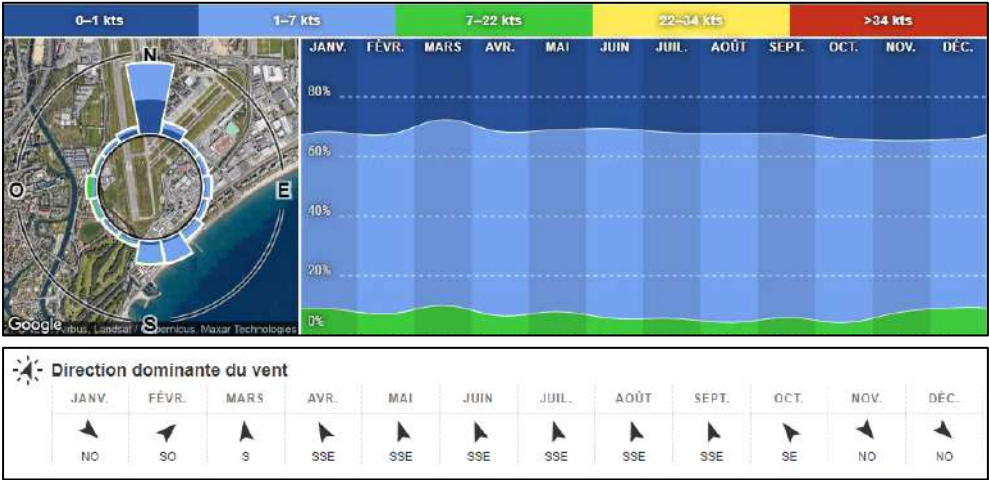 0–1 kts 1–7 kts 7–22 kts 22–34 kts >34 kts
JANV. FÉVR. MARS AVR. MAI JUIN JUIL. AOÛT SEPT. OCT. NOV. DÉC.
N
80%
60%
O E
40%
20%
0%
S
Google Airbus, Landsat / Copernicus, Maxar Technologies
Direction dominante du vent
JANV. FÉVR. MARS AVR. MAI JUIN JUIL. AOÛT SEPT. OCT. NOV. DÉC.
NO SO S SSE SSE SSE SSE SSE SSE SE NO NO